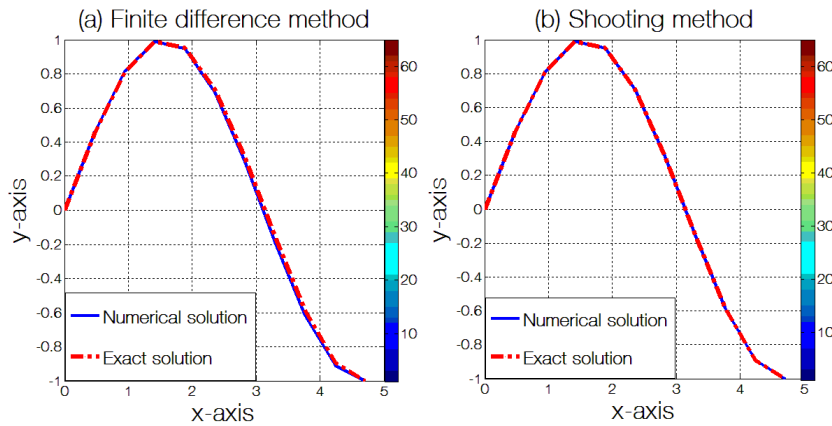 (a) Finite difference method
1
0.8
0.6
0.4
0.2
0
-0.2
-0.4
-0.6
-0.8
-1
y-axis
0 1 2 3 4 5
x-axis
Numerical solution
Exact solution
60
50
40
30
20
10
(b) Shooting method
1
0.8
0.6
0.4
0.2
0
-0.2
-0.4
-0.6
-0.8
-1
y-axis
0 1 2 3 4 5
x-axis
Numerical solution
Exact solution
60
50
40
30
20
10